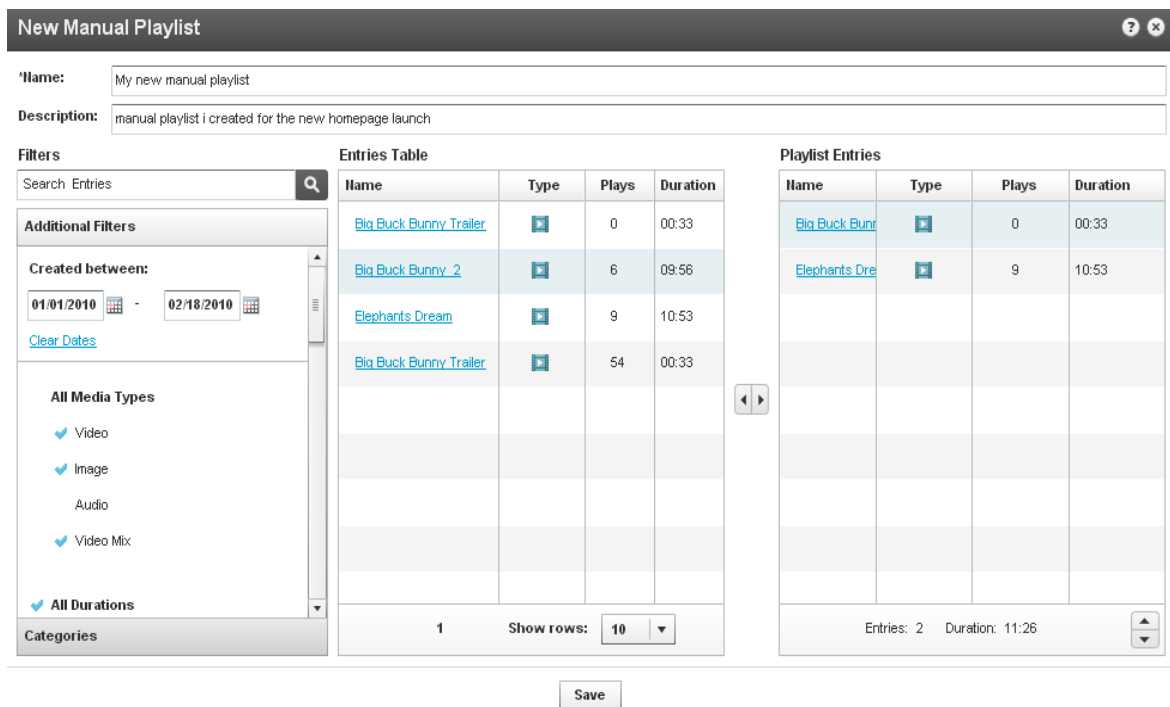 New Manual Playlist
*Name: My new manual playlist
Description: manual playlist i created for the new homepage launch
Filters
Search Entries
Additional Filters
Created between:
01/01/2010 - 02/18/2010
Clear Dates
All Media Types
Video
Image
Audio
Video Mix
All Durations
Categories
Entries Table
Name Type Plays Duration
Big Buck Bunny Trailer 0 00:33
Big Buck Bunny 2 6 09:56
Elephants Dream 9 10:53
Big Buck Bunny Trailer 54 00:33
1 Show rows: 10
Playlist Entries
Name Type Plays Duration
Big Buck Bunn 0 00:33
Elephants Dre 9 10:53
Entries: 2 Duration: 11:26
Save